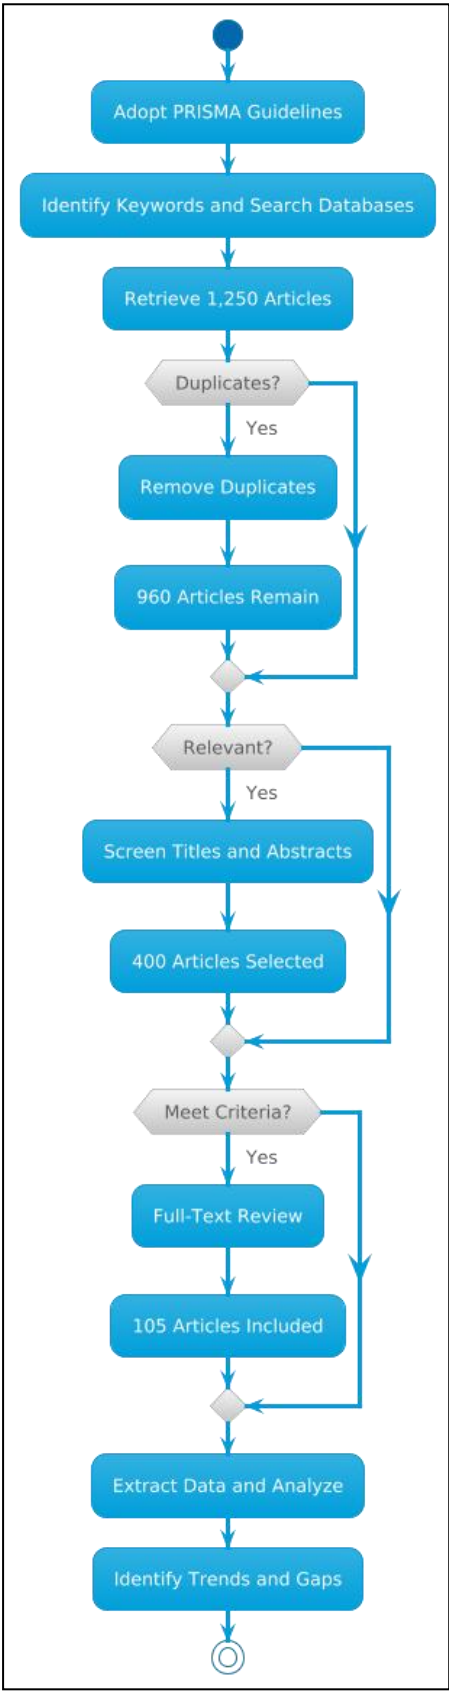 Adopt PRISMA Guidelines
Identify Keywords and Search Databases
Retrieve 1,250 Articles
Duplicates?
Yes
Remove Duplicates
960 Articles Remain
Relevant?
Yes
Screen Titles and Abstracts
400 Articles Selected
Meet Criteria?
Yes
Full-Text Review
105 Articles Included
Extract Data and Analyze
Identify Trends and Gaps